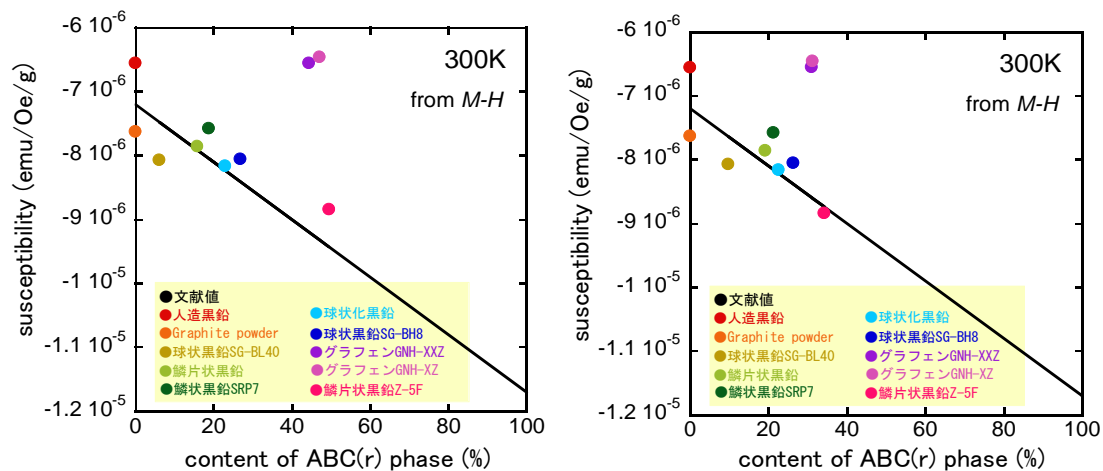 -6 10-6
-7 10-6
-8 10-6
-9 10-6
-1 10-5
-1.1 10-5
-1.2 10-5
susceptibility (emu/Oe/g)
300K
from M-H
文献値
人造黒鉛
Graphite powder
球状黒鉛SG-BL40
鱗片状黒鉛
鱗状黒鉛SRP7
球状化黒鉛
球状黒鉛SG-BH8
グラフェンGNH-XXZ
グラフェンGNH-XZ
鱗片状黒鉛Z-5F
0 20 40 60 80 100
content of ABC(r) phase (%)
-6 10-6
-7 10-6
-8 10-6
-9 10-6
-1 10-5
-1.1 10-5
-1.2 10-5
susceptibility (emu/Oe/g)
300K
from M-H
文献値
人造黒鉛
Graphite powder
球状黒鉛SG-BL40
鱗片状黒鉛
鱗状黒鉛SRP7
球状化黒鉛
球状黒鉛SG-BH8
グラフェンGNH-XXZ
グラフェンGNH-XZ
鱗片状黒鉛Z-5F
0 20 40 60 80 100
content of ABC(r) phase (%)